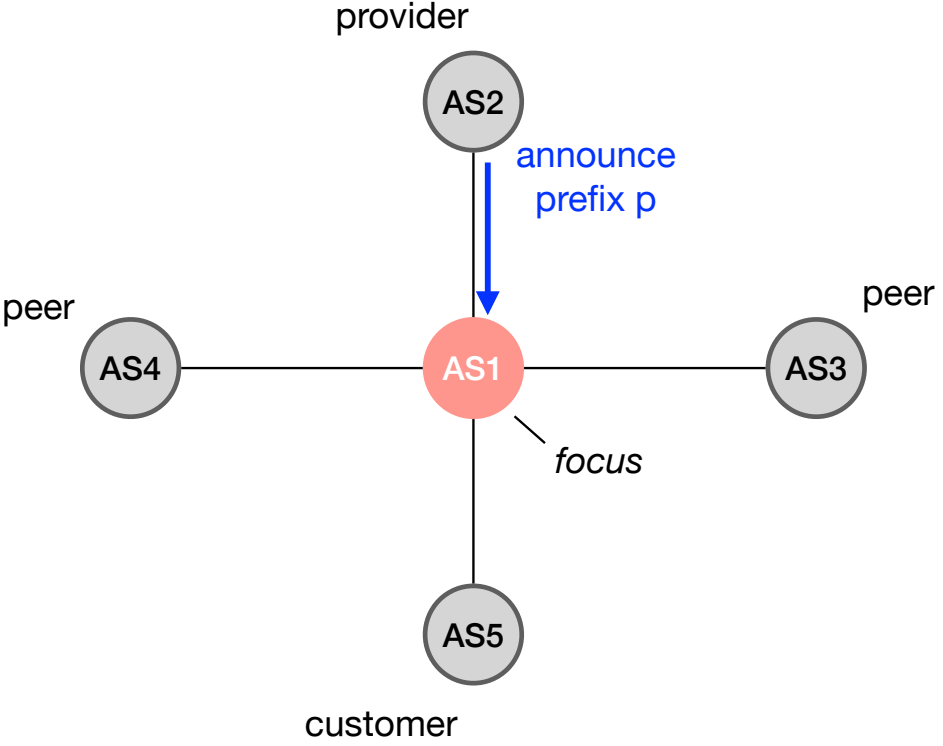 provider
AS2
announce
prefix p
peer
peer
AS4
AS1
AS3
focus
AS5
customer